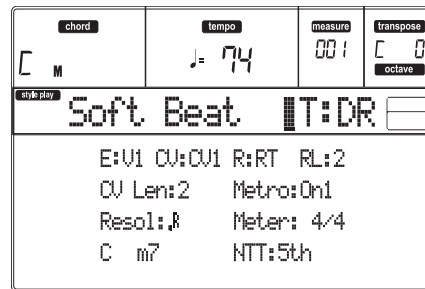 chord tempo measure transpose
C M ♩= 74 001 C 0
octave
style play Soft Beat T:DR
E:V1 CV:CV1 R:RT RL:2
CV Len:2 Metro:On1
Resol:♪ Meter: 4/4
C m7 NTT:5th